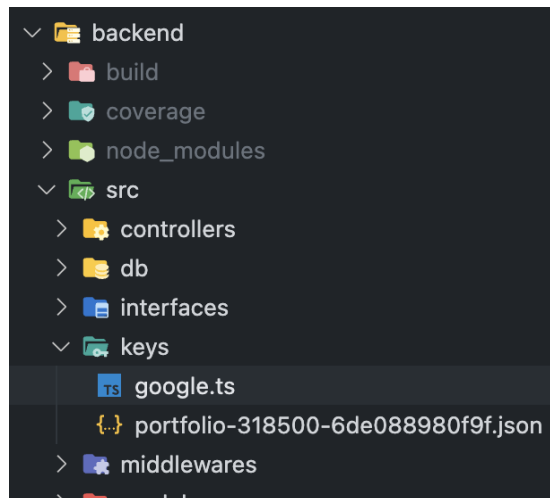 backend
build
coverage
node_modules
src
controllers
db
interfaces
keys
TS google.ts
{..} portfolio-318500-6de088980f9f.json
middlewares